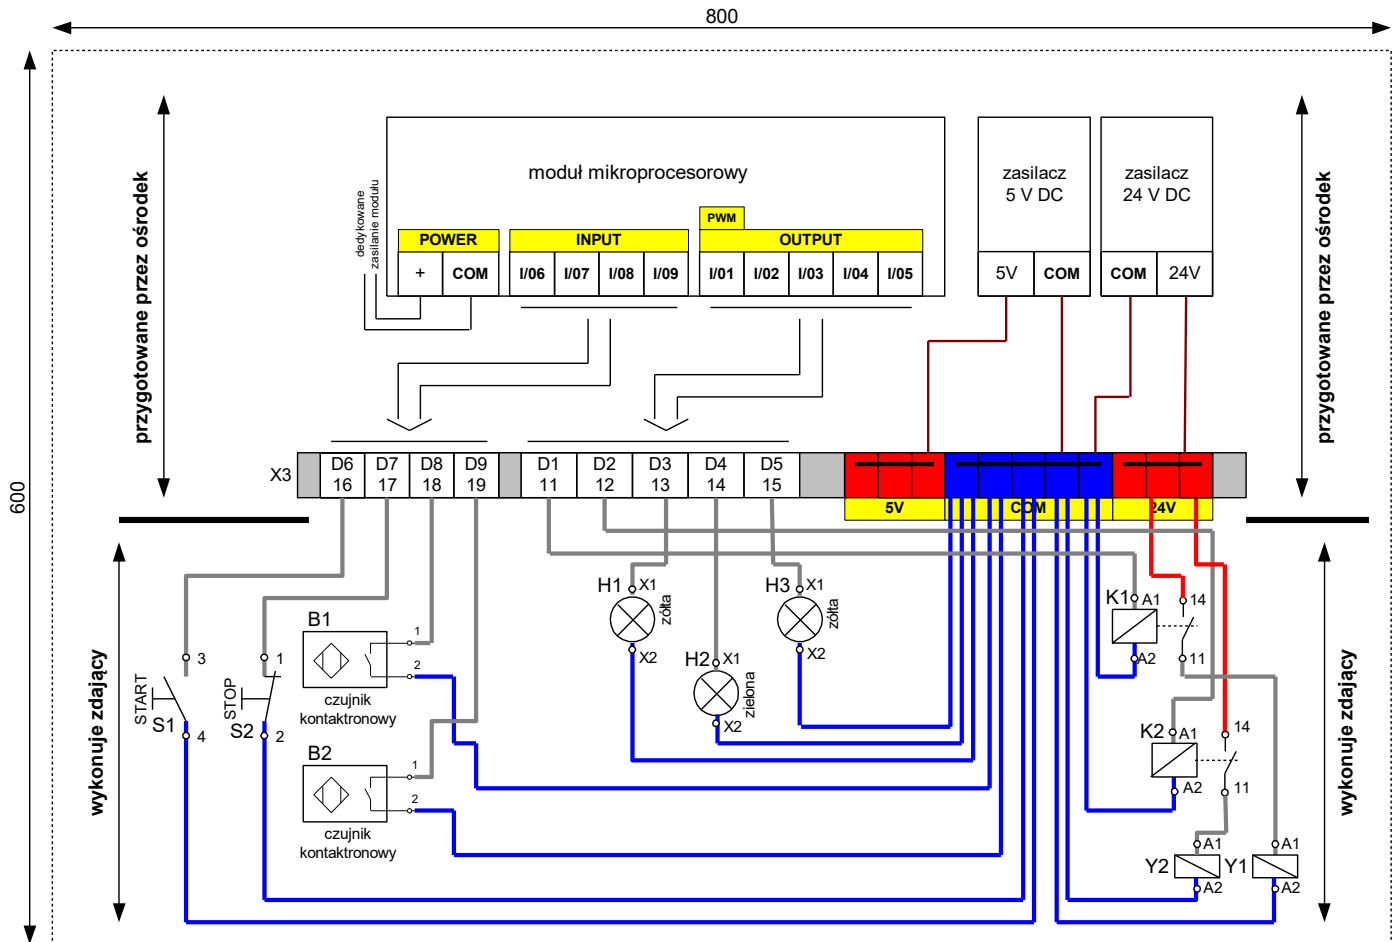 800
600
przygotowane przez ośrodek
przygotowane przez ośrodek
wykonuje zdający
wykonuje zdający
moduł mikroprocesorowy
dedykowane
zasilanie modułu
PWM
POWER
INPUT
OUTPUT
+ COM
I/06 I/07 I/08 I/09
I/01 I/02 I/03 I/04 I/05
zasilacz
5 V DC
5V COM
zasilacz
24 V DC
COM 24V
X3
D6 D7 D8 D9 D1 D2 D3 D4 D5
16 17 18 19 11 12 13 14 15
5V COM 24V
START
S1
3
4
STOP
S2
1
2
B1
1
2
czujnik
kontaktronowy
B2
1
2
czujnik
kontaktronowy
H1 X1
żółta
X2
H2 X1
zielona
X2
H3 X1
żółta
X2
K1 A1 14
A2 11
K2 A1 14
A2 11
Y2 A1
A2
Y1 A1
A2